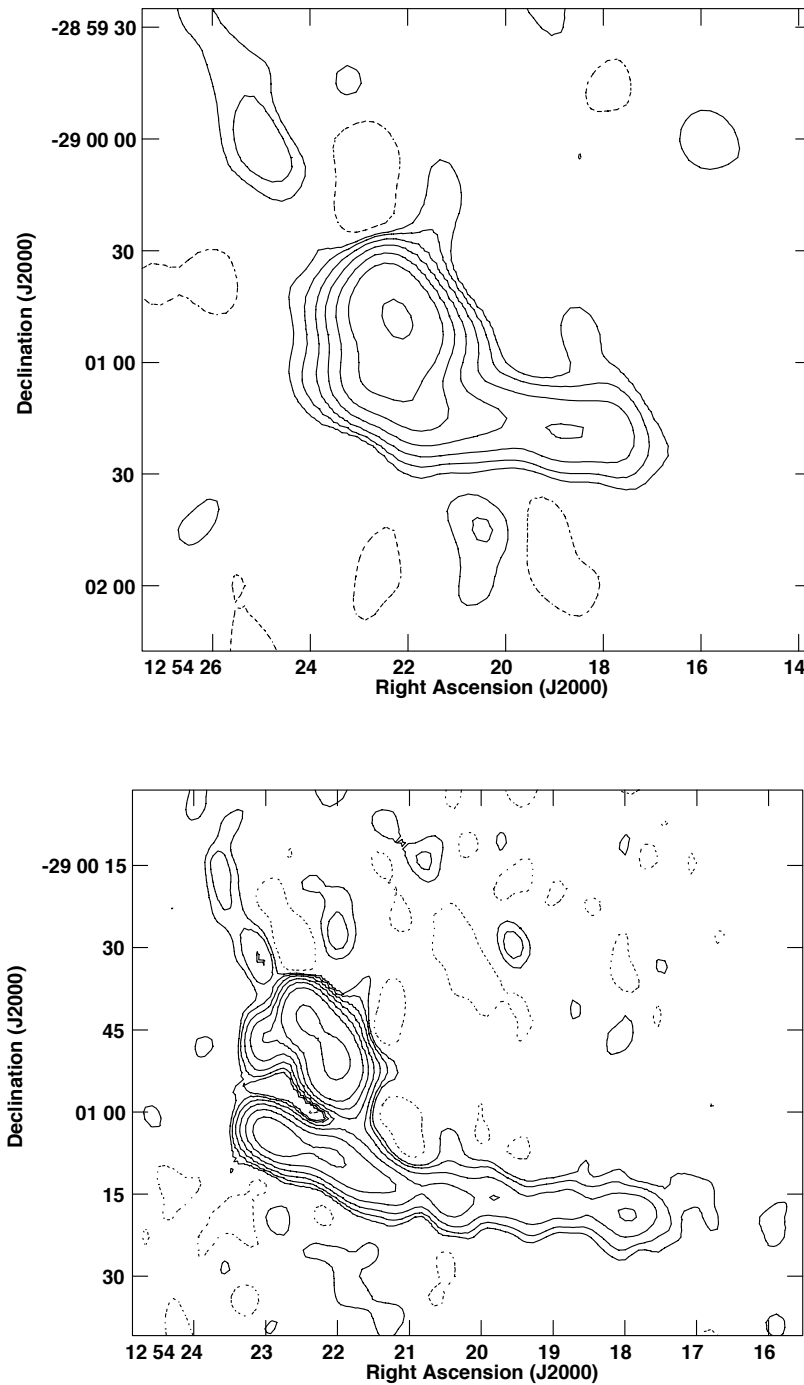 -28 59 30
-29 00 00
30
01 00
30
02 00
Declination (J2000)
12 54 26 24 22 20 18 16 14
Right Ascension (J2000)
-29 00 15
30
45
01 00
15
30
Declination (J2000)
12 54 24 23 22 21 20 19 18 17 16
Right Ascension (J2000)